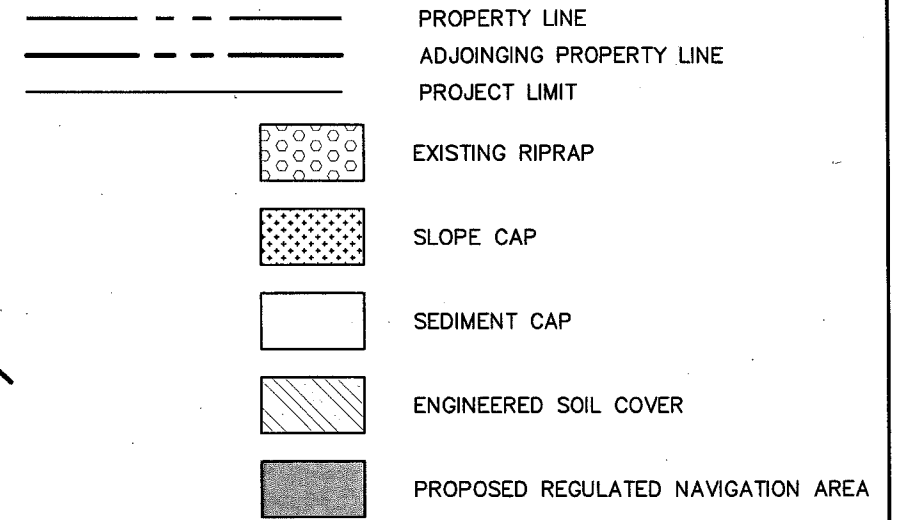 PROPERTY LINE
ADJOINGING PROPERTY LINE
PROJECT LIMIT
EXISTING RIPRAP
SLOPE CAP
SEDIMENT CAP
ENGINEERED SOIL COVER
PROPOSED REGULATED NAVIGATION AREA